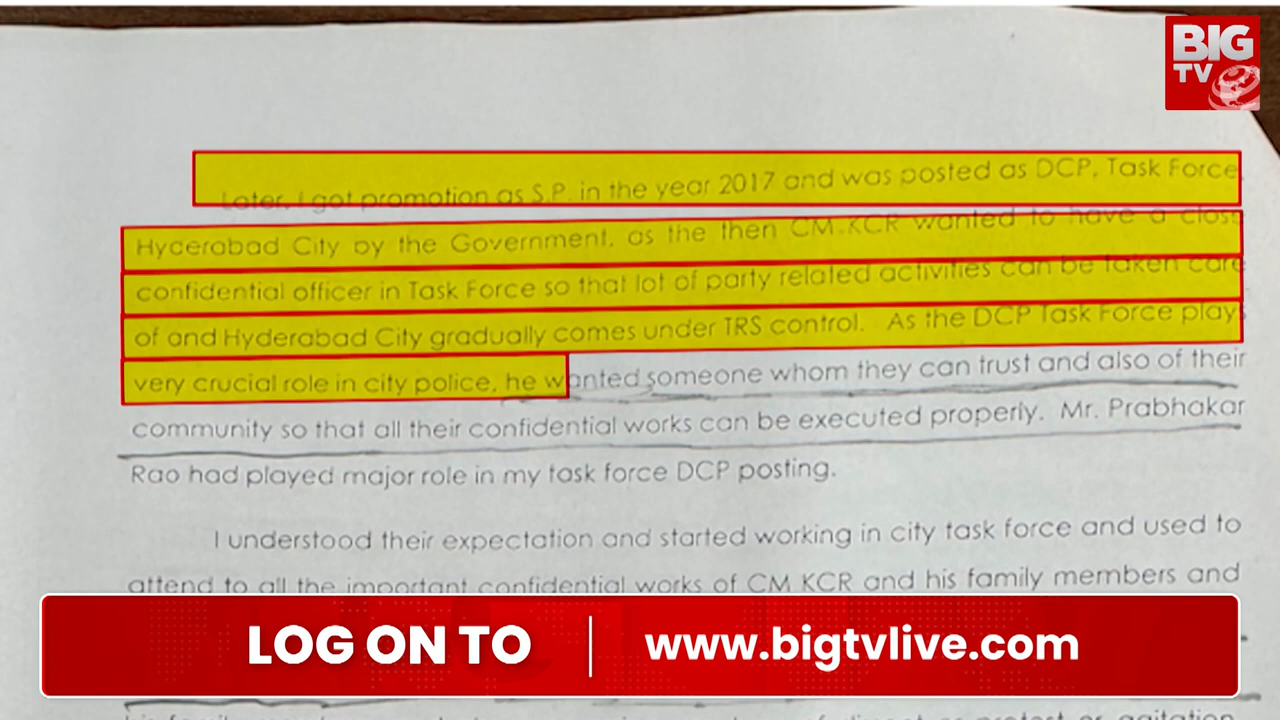 BIG
TV
Later, I got promotion as S.P. in the year 2017 and was posted as DCP, Task Force
Hyderabad City by the Government, as the then CM KCR wanted to have a close
confidential officer in Task Force so that lot of party related activities can be taken care
of and Hyderabad City gradually comes under TRS control. As the DCP Task Force plays
very crucial role in city police, he wanted someone whom they can trust and also of their
community so that all their confidential works can be executed properly. Mr. Prabhakar
Rao had played major role in my task force DCP posting.
I understood their expectation and started working in city task force and used to
attend to all the important confidential works of CM KCR and his family members and
LOG ON TO
www.bigtvlive.com